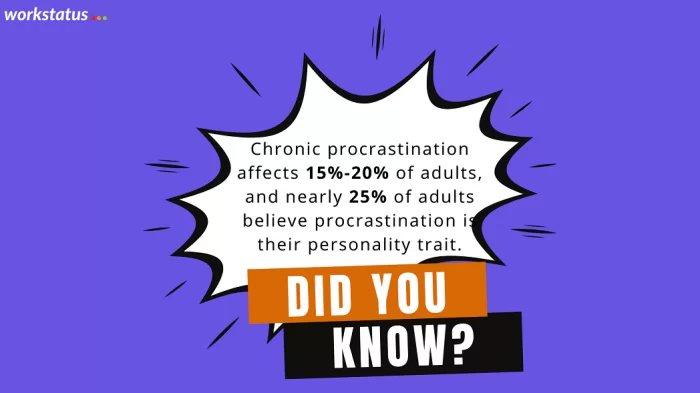 workstatus
Chronic procrastination
affects 15%-20% of adults,
and nearly 25% of adults
believe procrastination is
their personality trait.
DID YOU
KNOW?